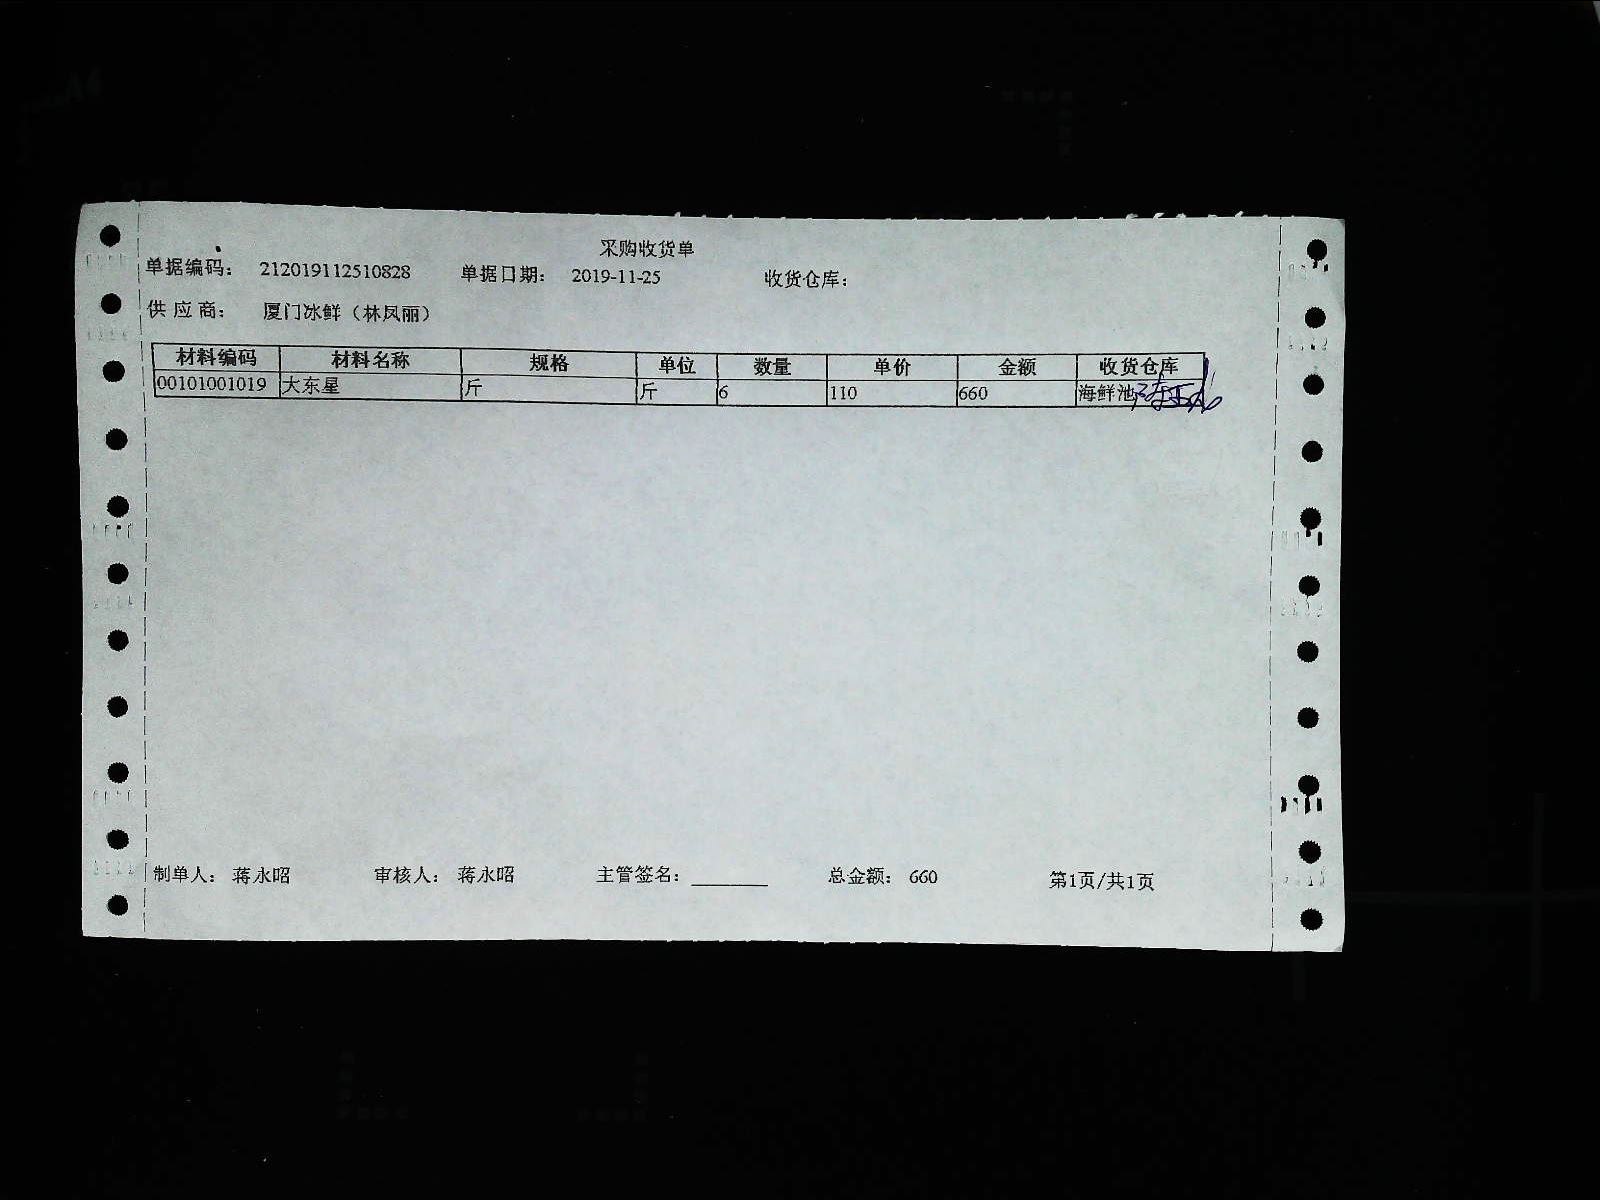 采购收货单
单据编码： 212019112510828 单据日期： 2019-11-25 收货仓库：
供应商： 厦门冰鲜（林凤丽）
材料编码 材料名称 规格 单位 数量 单价 金额 收货仓库
00101001019 大东星 斤 斤 6 110 660 海鲜池
制单人： 蒋永昭 审核人： 蒋永昭 主管签名： 总金额： 660 第1页/共1页